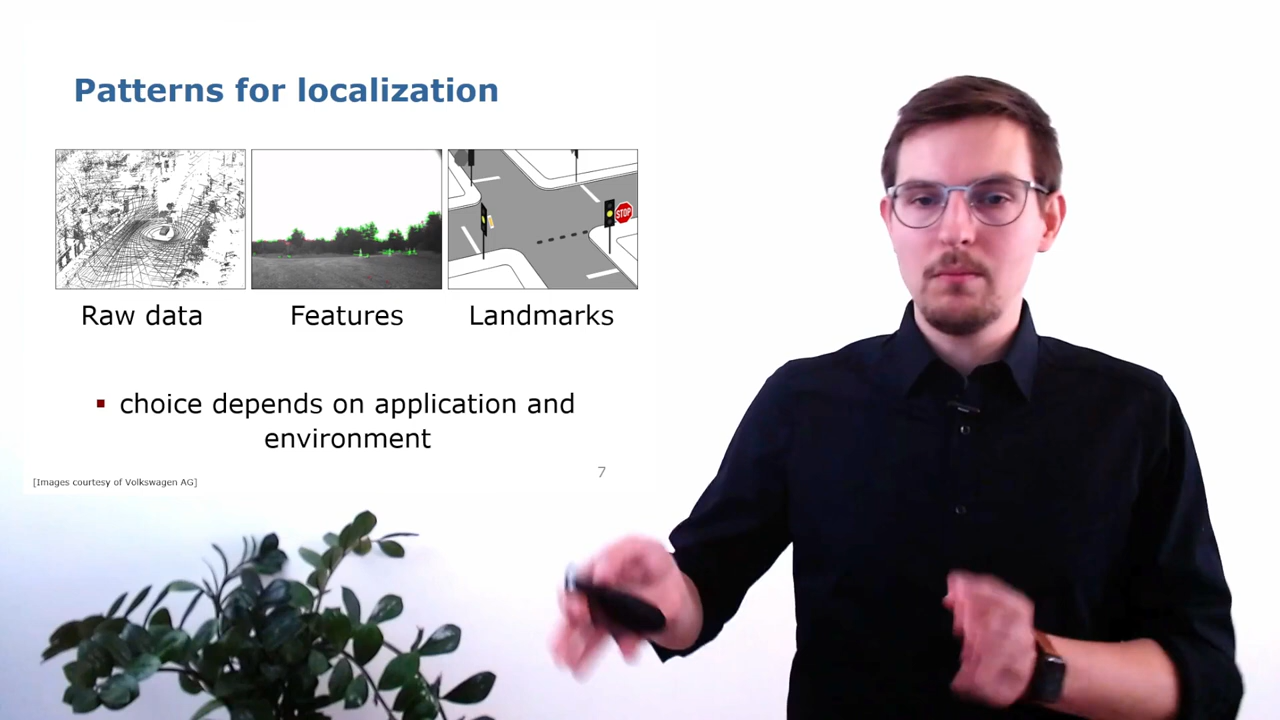 Patterns for localization
STOP
Raw data
Features
Landmarks
▪ choice depends on application and
environment
[Images courtesy of Volkswagen AG]
7